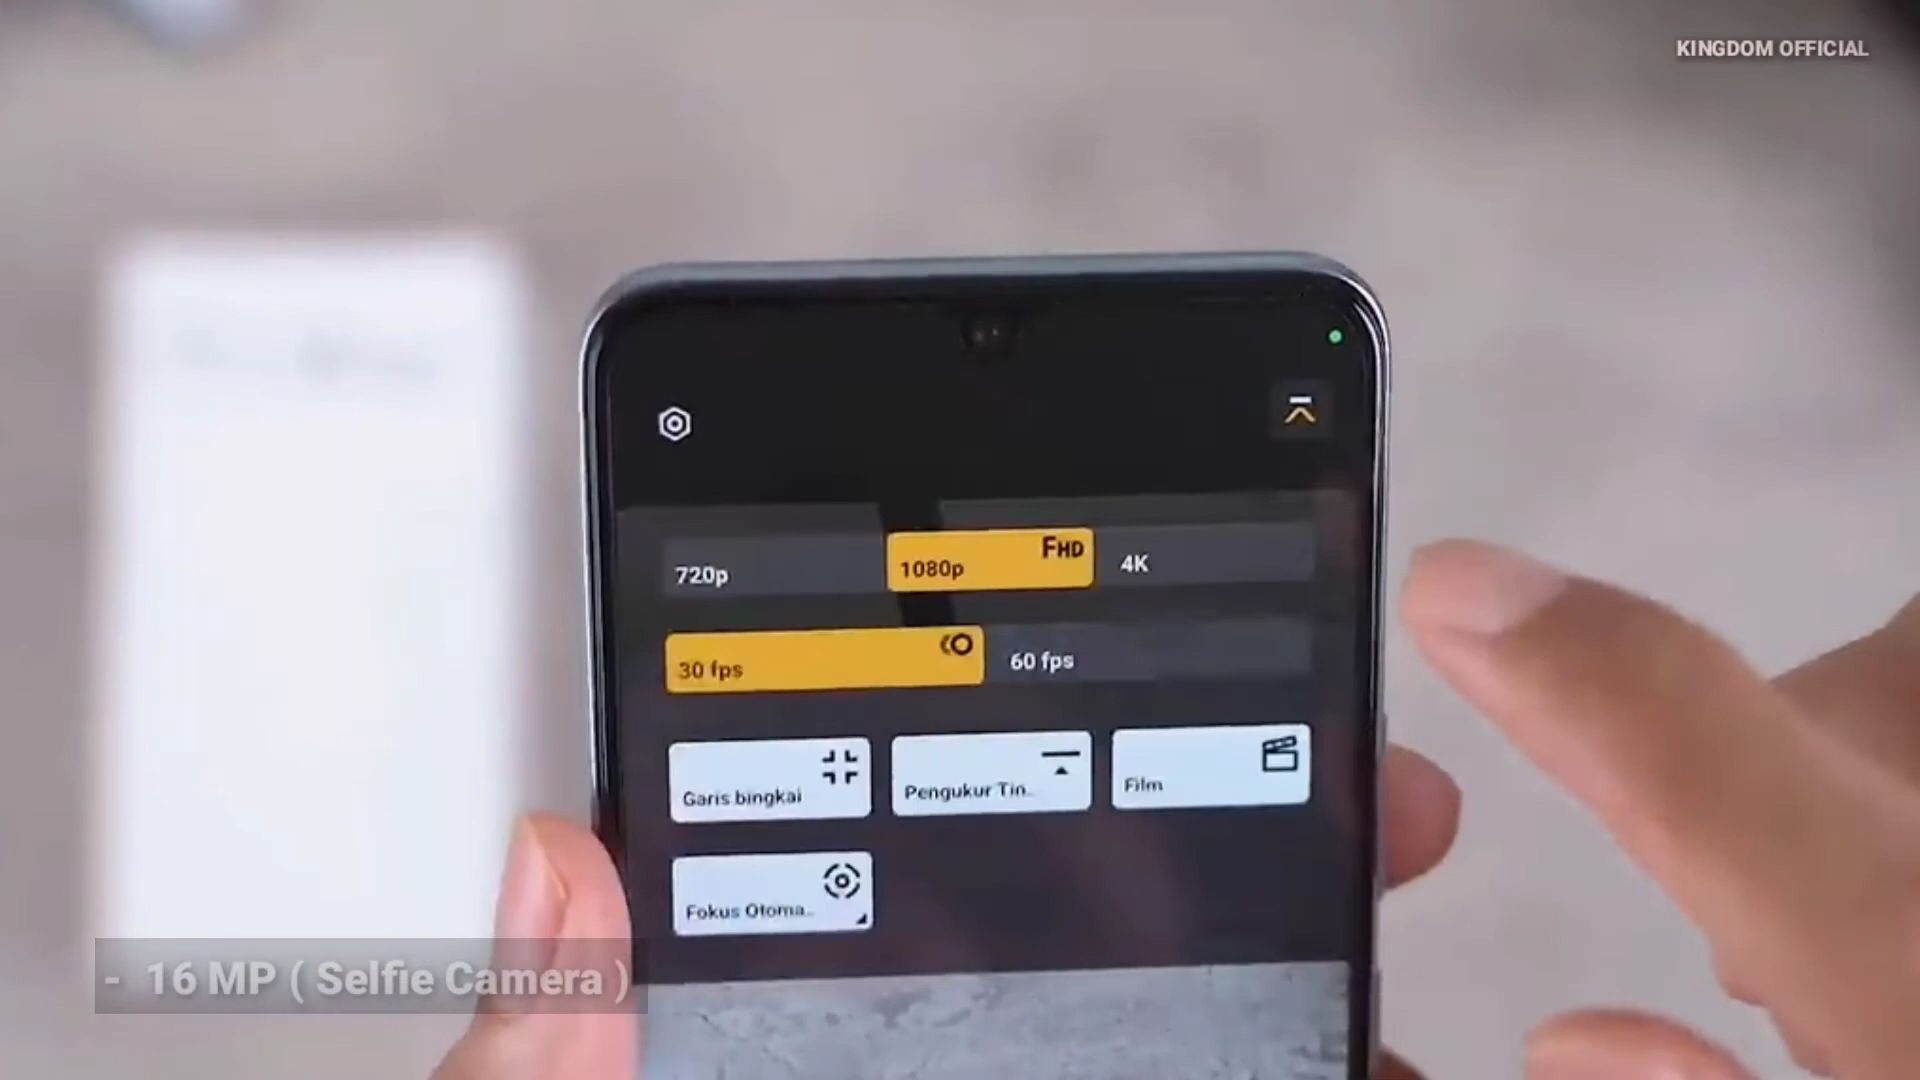 KINGDOM OFFICIAL
720p
1080p FHD
4K
30 fps
60 fps
Garis bingkai
Pengukur Tin..
Film
Fokus Otoma..
- 16 MP ( Selfie Camera )